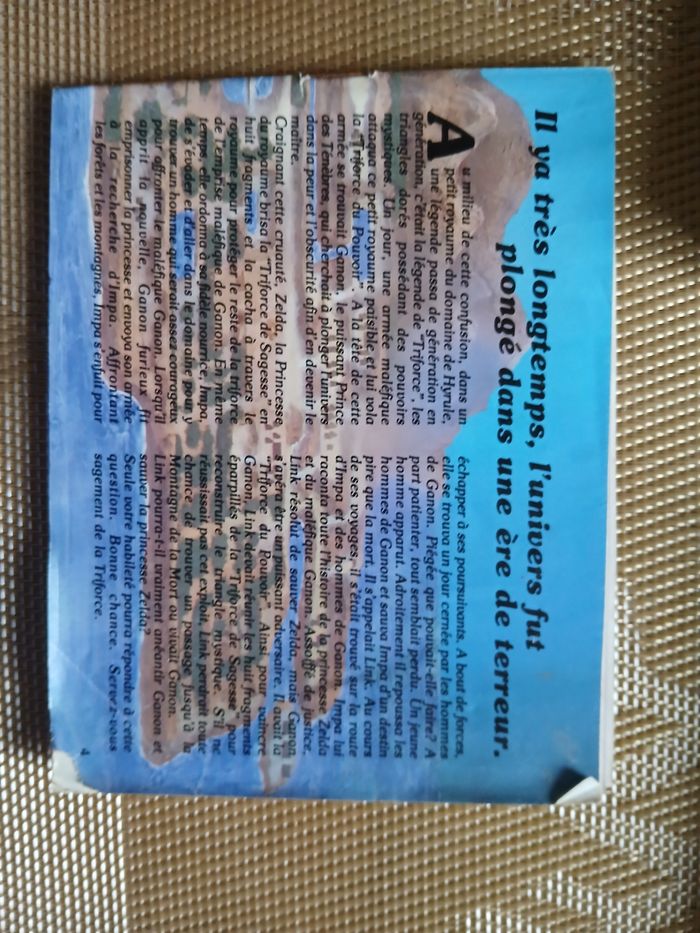 Il ya très longtemps, l'univers fut
plongé dans une ère de terreur.
Au milieu de cette confusion, dans un
petit royaume du domaine de Hyrule,
une légende passa de génération en
génération, c'était la légende de "Triforce", les
triangles dorés possédant des pouvoirs
mystiques. Un jour, une armée maléfique
attaqua ce petit royaume paisible et lui vola
la "Triforce du Pouvoir". A la tête de cette
armée se trouvait Ganon, le puissant Prince
des Ténèbres, qui cherchait à plonger l'univers
dans la peur et l'obscurité afin d'en devenir le
maître.
Craignant cette cruauté, Zelda, la Princesse
du royaume brisa la "Triforce de Sagesse" en
huit fragments et la cacha à travers le
royaume pour protéger le reste de la triforce
de l'emprise maléfique de Ganon. En même
temps, elle ordonna à sa fidèle nourrice, Impa,
de s'évader et d'aller dans le domaine pour y
trouver un homme qui serait assez courageux
pour affronter le maléfique Ganon. Lorsqu'il
apprit la nouvelle, Ganon furieux fit
emprisonner la princesse et envoya son armée
à la recherche d'Impa. Affrontant
les forêts et les montagnes, Impa s'enfuit pour
échapper à ses poursuivants. A bout de forces,
elle se trouva un jour cernée par les hommes
de Ganon. Piégée que pouvait-elle faire? A
part patienter, tout semblait perdu. Un jeune
homme apparut. Adroitement il repoussa les
hommes de Ganon et sauva Impa d'un destin
pire que la mort. Il s'appelait Link. Au cours
de ses voyages, il s'était trouvé sur la route
d'Impa et des hommes de Ganon. Impa lui
raconta toute l'histoire de la princesse Zelda
et du maléfique Ganon. Assoiffé de justice,
Link résolut de sauver Zelda, mais Ganon
s'avéra être un puissant adversaire. Il avait la
Triforce du Pouvoir. Ainsi pour vaincre
Ganon, Link devait réunir les huit fragments
éparpillés de la "Triforce de Sagesse" pour
reconstruire le triangle mystique. S'il ne
réussissait pas cet exploit, Link perdrait toute
chance de trouver un passage jusqu'à la
Montagne de la Mort ou vivait Ganon.
Link pourra-t-il vraiment anéantir Ganon et
sauver la princesse Zelda?
Seule votre habileté pourra répondre à cette
question. Bonne chance. Servez-vous
sagement de la Triforce.
4